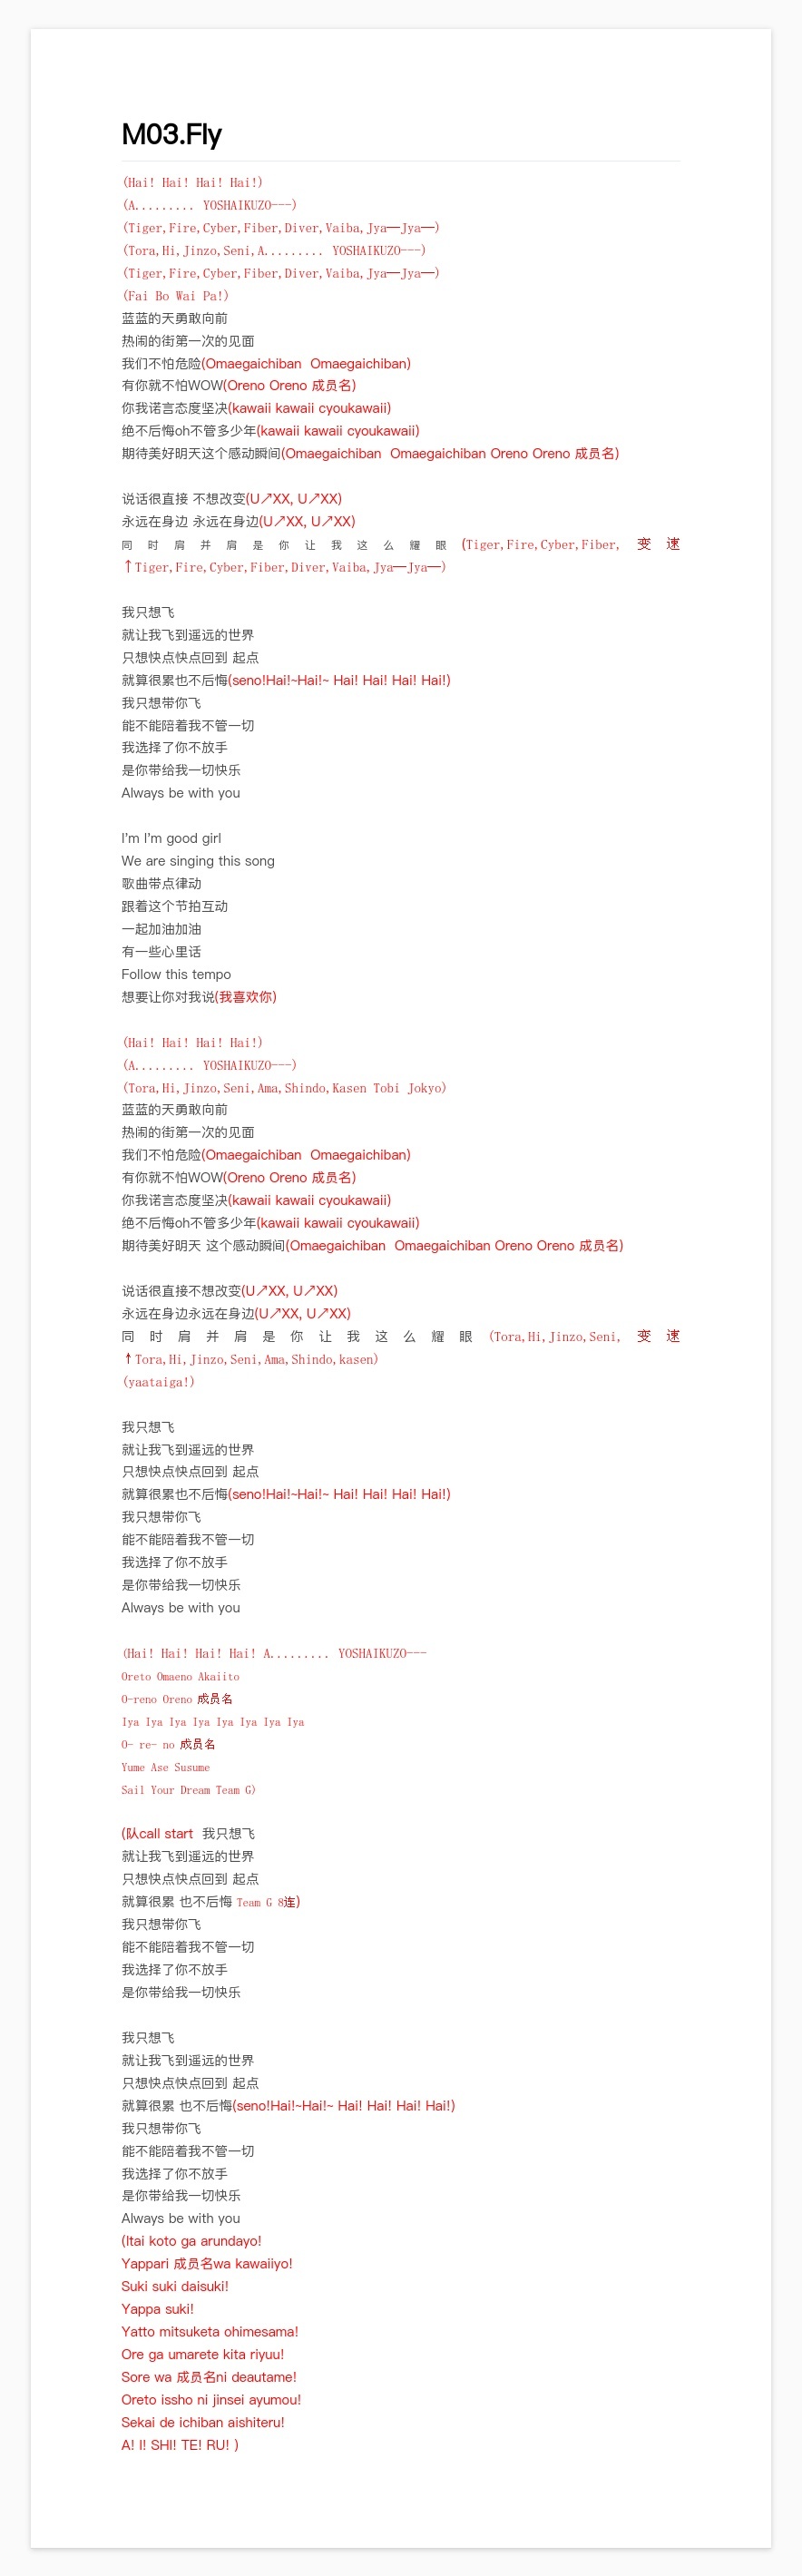 M03.Fly
(Hai! Hai! Hai! Hai!)
(A......... YOSHAIKUZO---)
(Tiger,Fire,Cyber,Fiber,Diver,Vaiba,Jya——Jya——)
(Tora,Hi,Jinzo,Seni,A......... YOSHAIKUZO---)
(Tiger,Fire,Cyber,Fiber,Diver,Vaiba,Jya——Jya——)
(Fai Bo Wai Pa!)
蓝蓝的天勇敢向前
热闹的街第一次的见面
我们不怕危险(Omaegaichiban  Omaegaichiban)
有你就不怕WOW(Oreno Oreno 成员名)
你我诺言态度坚决(kawaii kawaii cyoukawaii)
绝不后悔oh不管多少年(kawaii kawaii cyoukawaii)
期待美好明天这个感动瞬间(Omaegaichiban  Omaegaichiban Oreno Oreno 成员名)
说话很直接 不想改变(U↗XX, U↗XX)
永远在身边 永远在身边(U↗XX, U↗XX)
同时肩并肩是你让我这么耀眼 (Tiger,Fire,Cyber,Fiber, 变速
↑Tiger,Fire,Cyber,Fiber,Diver,Vaiba,Jya——Jya——)
我只想飞
就让我飞到遥远的世界
只想快点快点回到 起点
就算很累也不后悔(seno!Hai!~Hai!~ Hai! Hai! Hai! Hai!)
我只想带你飞
能不能陪着我不管一切
我选择了你不放手
是你带给我一切快乐
Always be with you
I'm I'm good girl
We are singing this song
歌曲带点律动
跟着这个节拍互动
一起加油加油
有一些心里话
Follow this tempo
想要让你对我说(我喜欢你)
(Hai! Hai! Hai! Hai!)
(A......... YOSHAIKUZO---)
(Tora,Hi,Jinzo,Seni,Ama,Shindo,Kasen Tobi Jokyo)
蓝蓝的天勇敢向前
热闹的街第一次的见面
我们不怕危险(Omaegaichiban  Omaegaichiban)
有你就不怕WOW(Oreno Oreno 成员名)
你我诺言态度坚决(kawaii kawaii cyoukawaii)
绝不后悔oh不管多少年(kawaii kawaii cyoukawaii)
期待美好明天 这个感动瞬间(Omaegaichiban  Omaegaichiban Oreno Oreno 成员名)
说话很直接不想改变(U↗XX, U↗XX)
永远在身边永远在身边(U↗XX, U↗XX)
同时肩并肩是你让我这么耀眼 (Tora,Hi,Jinzo,Seni, 变速
↑Tora,Hi,Jinzo,Seni,Ama,Shindo,kasen)
(yaataiga!)
我只想飞
就让我飞到遥远的世界
只想快点快点回到 起点
就算很累也不后悔(seno!Hai!~Hai!~ Hai! Hai! Hai! Hai!)
我只想带你飞
能不能陪着我不管一切
我选择了你不放手
是你带给我一切快乐
Always be with you
(Hai! Hai! Hai! Hai! A......... YOSHAIKUZO---
Oreto Omaeno Akaiito
O-reno Oreno 成员名
Iya Iya Iya Iya Iya Iya Iya Iya
O- re- no 成员名
Yume Ase Susume
Sail Your Dream Team G)
(队call start  我只想飞
就让我飞到遥远的世界
只想快点快点回到 起点
就算很累 也不后悔 Team G 8连)
我只想带你飞
能不能陪着我不管一切
我选择了你不放手
是你带给我一切快乐
我只想飞
就让我飞到遥远的世界
只想快点快点回到 起点
就算很累 也不后悔(seno!Hai!~Hai!~ Hai! Hai! Hai! Hai!)
我只想带你飞
能不能陪着我不管一切
我选择了你不放手
是你带给我一切快乐
Always be with you
(Itai koto ga arundayo!
Yappari 成员名wa kawaiiyo!
Suki suki daisuki!
Yappa suki!
Yatto mitsuketa ohimesama!
Ore ga umarete kita riyuu!
Sore wa 成员名ni deautame!
Oreto issho ni jinsei ayumou!
Sekai de ichiban aishiteru!
A! I! SHI! TE! RU! )